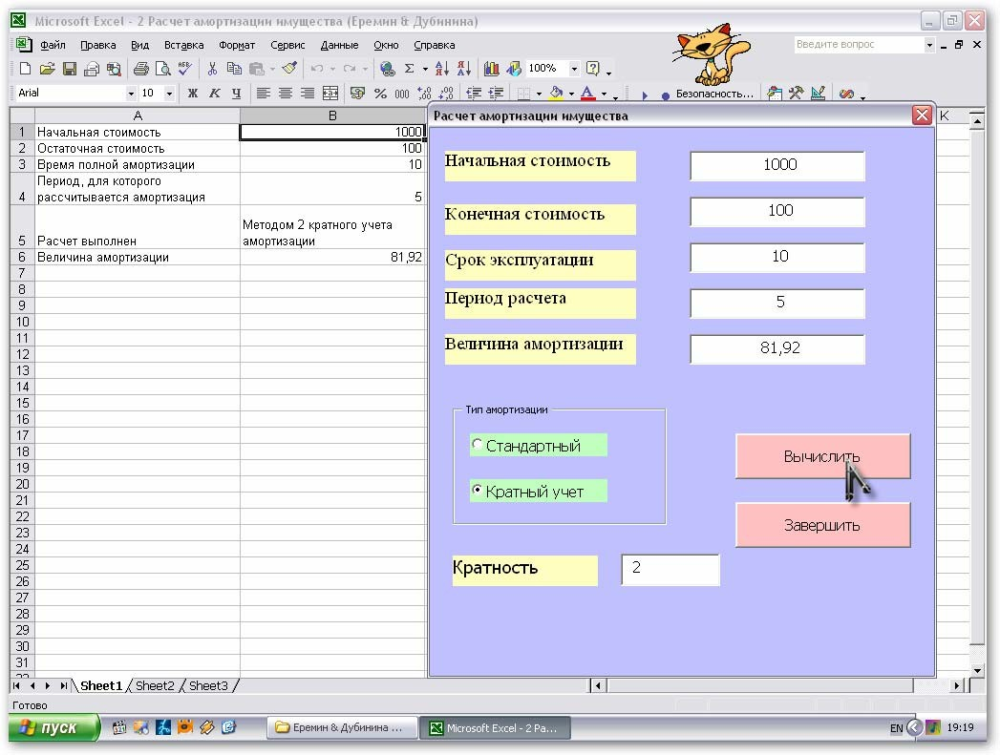 Microsoft Excel - 2 Расчет амортизации имущества (Еремин & Дубинина)
Файл Правка Вид Вставка Формат Сервис Данные Окно Справка
Введите вопрос
100%
Arial 10 Ж К Ч
% 000 Безопасность...
A B K
1 Начальная стоимость 1000
2 Остаточная стоимость 100
3 Время полной амортизации 10
Период, для которого
4 рассчитывается амортизация 5
Методом 2 кратного учета
5 Расчет выполнен амортизации
6 Величина амортизации 81,92
7
8
9
10
11
12
13
14
15
16
17
18
19
20
21
22
23
24
25
26
27
28
29
30
31
Расчет амортизации имущества
Начальная стоимость 1000
Конечная стоимость 100
Срок эксплуатации 10
Период расчета 5
Величина амортизации 81,92
Тип амортизации
Стандартный
Кратный учет
Вычислить
Завершить
Кратность 2
Sheet1 Sheet2 Sheet3
Готово
пуск
Еремин & Дубинина ...
Microsoft Excel - 2 Ра...
EN 19:19